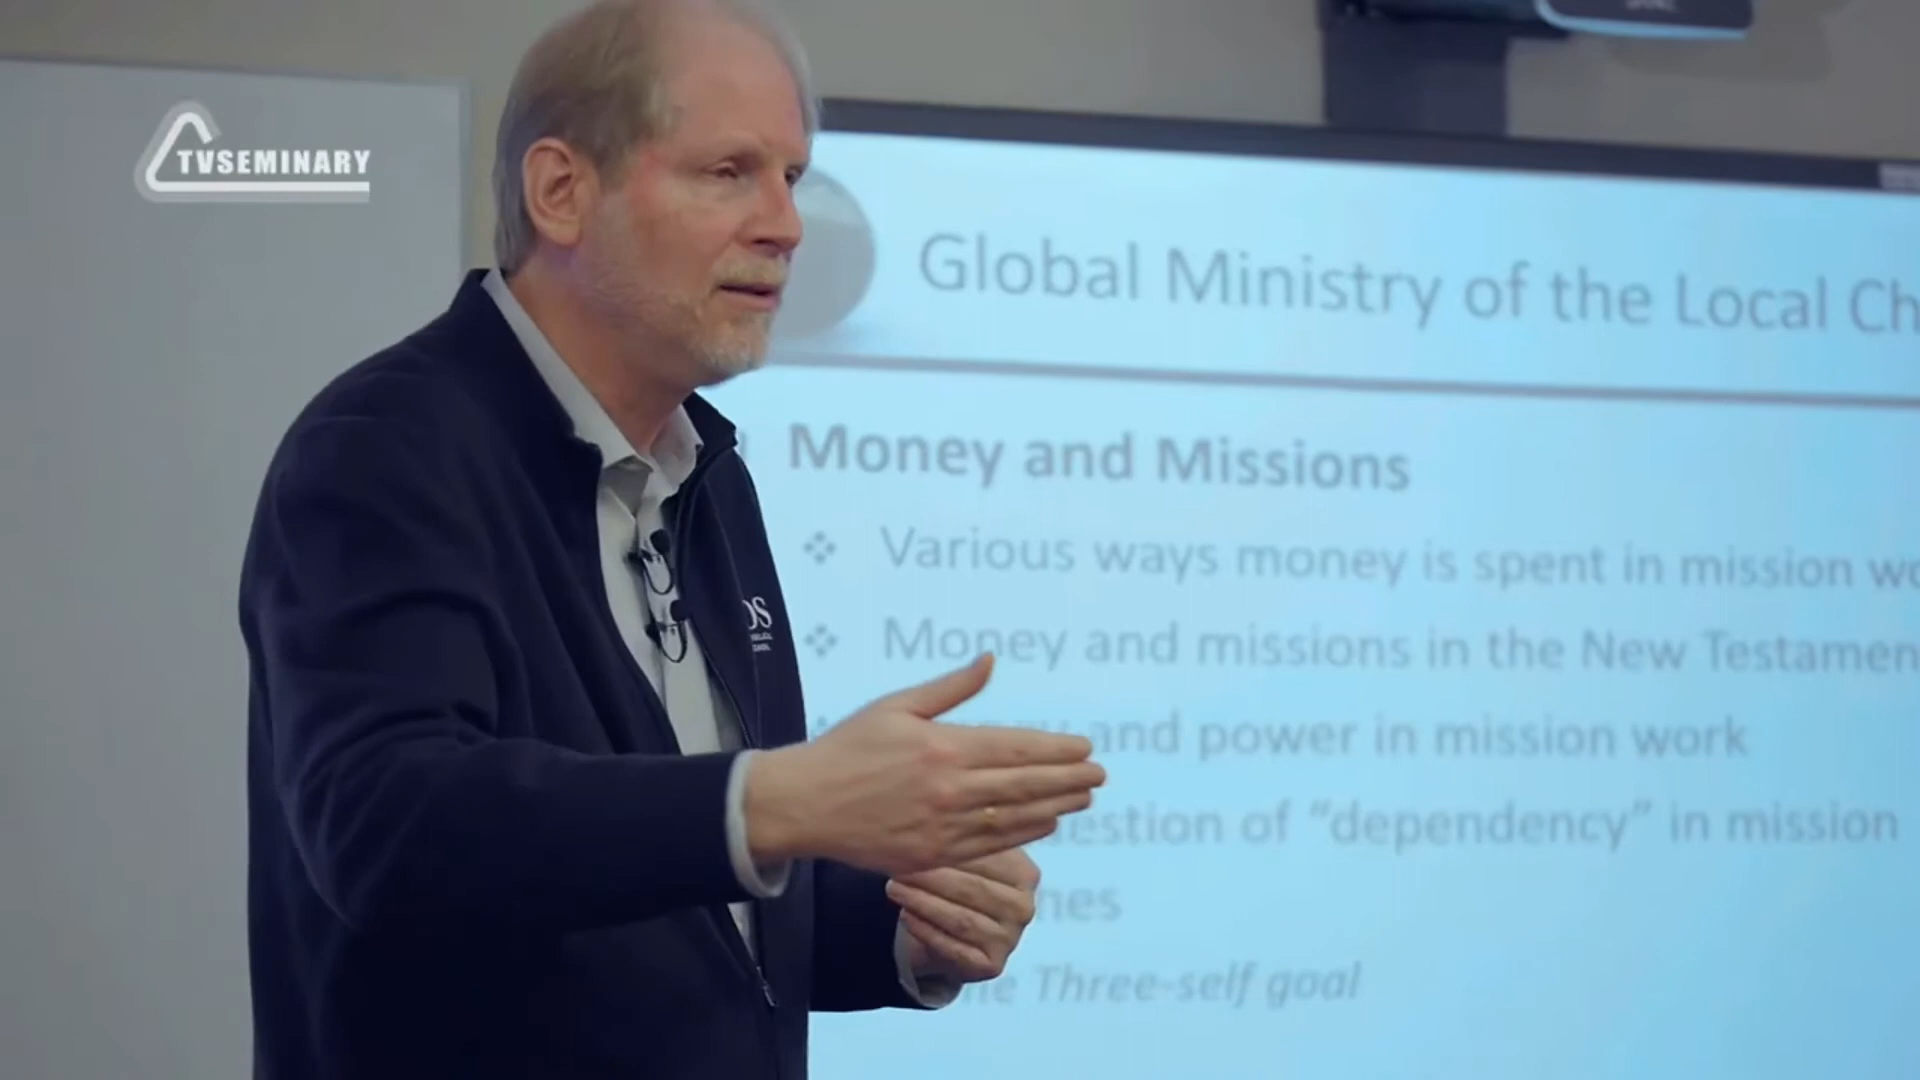 TVSEMINARY
Global Ministry of the Local Ch
Money and Missions
Various ways money is spent in mission wo
Money and missions in the New Testamen
and power in mission work
estion of “dependency” in mission
hes
Three-self goal
OS